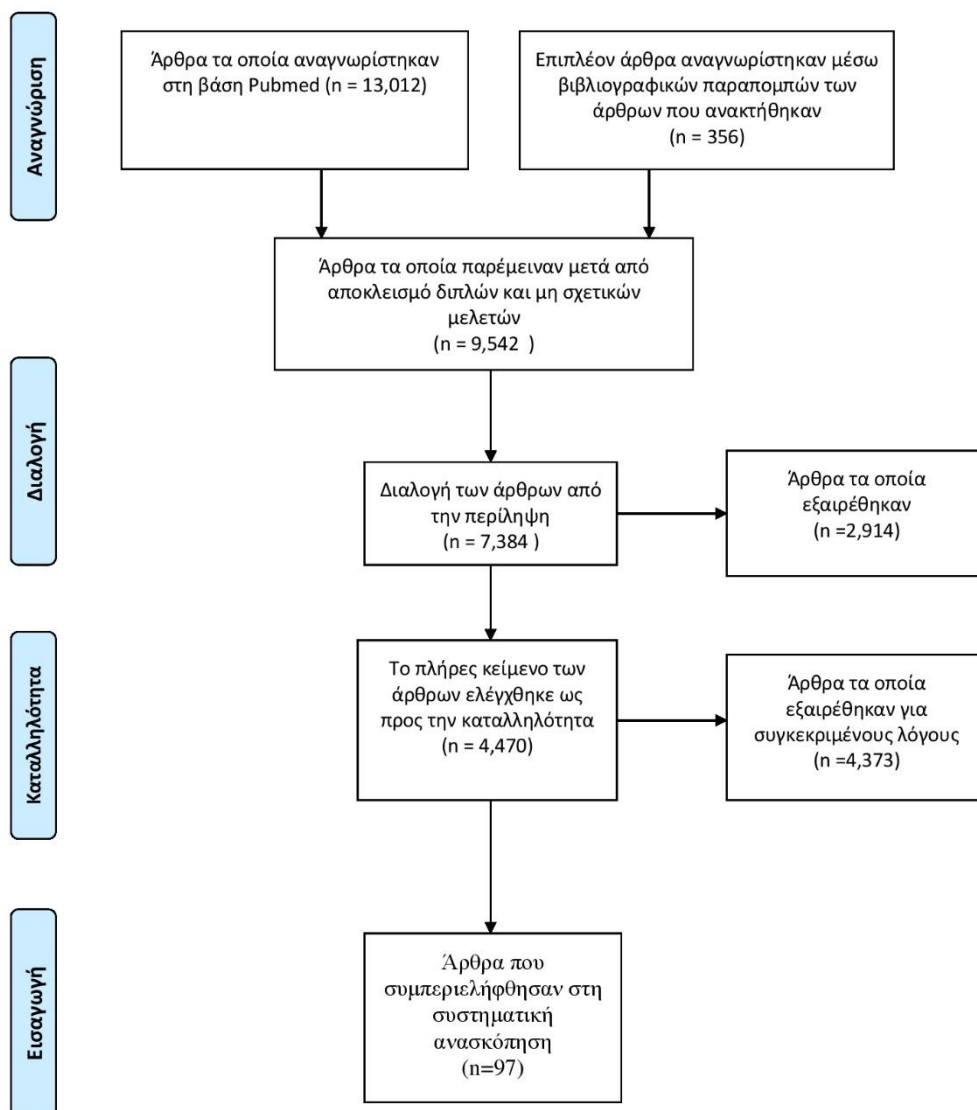 Αναγνώριση
Άρθρα τα οποία αναγνωρίστηκαν
στη βάση Pubmed (n = 13,012)
Επιπλέον άρθρα αναγνωρίστηκαν μέσω
βιβλιογραφικών παραπομπών των
άρθρων που ανακτήθηκαν
(n = 356)
Άρθρα τα οποία παρέμειναν μετά από
αποκλεισμό διπλών και μη σχετικών
μελετών
(n = 9,542 )
Διαλογή
Διαλογή των άρθρων από
την περίληψη
(n = 7,384 )
Άρθρα τα οποία
εξαιρέθηκαν
(n =2,914)
Καταλληλότητα
Το πλήρες κείμενο των
άρθρων ελέγχθηκε ως
προς την καταλληλότητα
(n = 4,470)
Άρθρα τα οποία
εξαιρέθηκαν για
συγκεκριμένους λόγους
(n =4,373)
Εισαγωγή
Άρθρα που
συμπεριελήφθησαν στη
συστηματική
ανασκόπηση
(n=97)